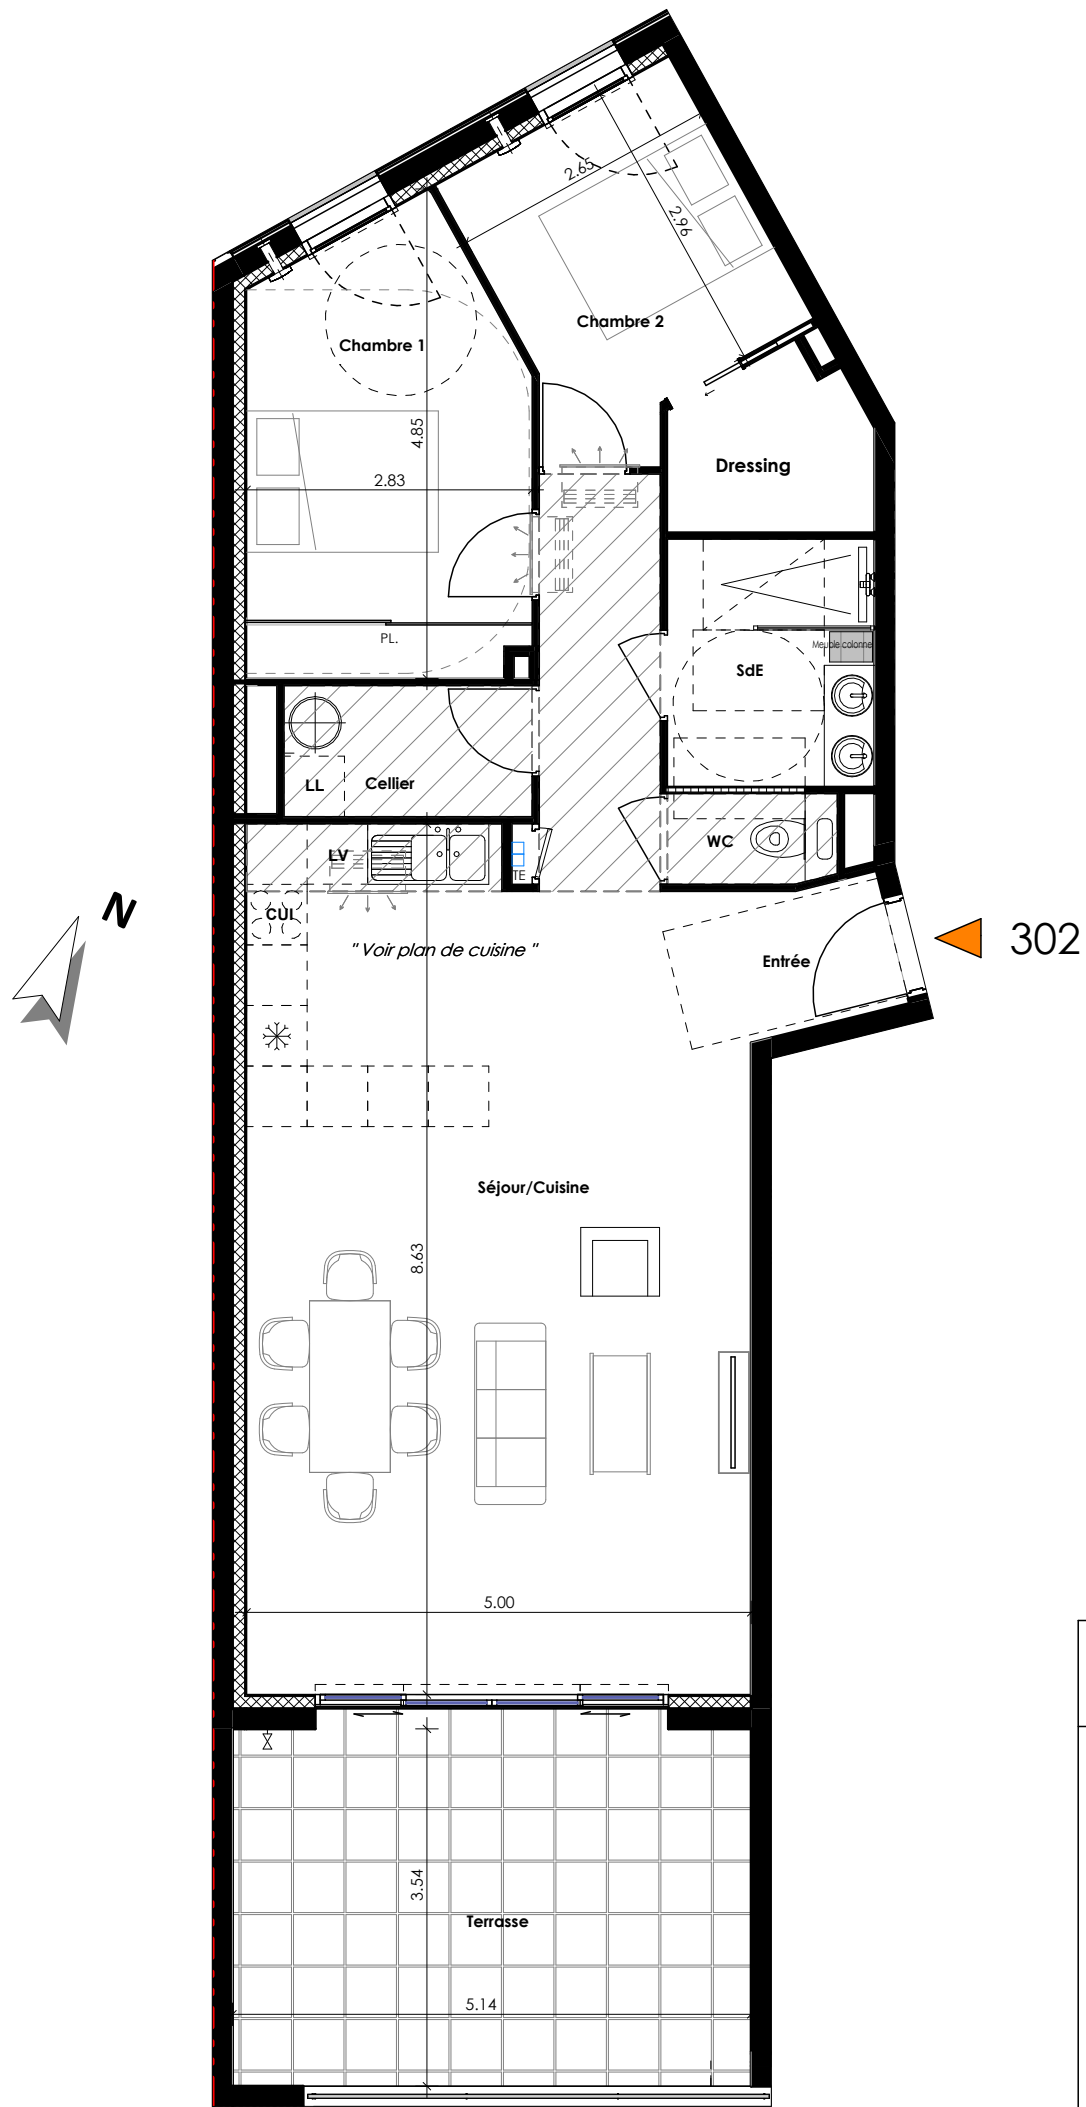 2.65
2.96
Chambre 2
Chambre 1
4.85
2.83
Dressing
PL.
Meuble colonne
SdE
LL
Cellier
LV
TE
WC
CUI
N
"Voir plan de cuisine "
Entrée
302
Séjour/Cuisine
8.63
5.00
3.54
Terrasse
5.14